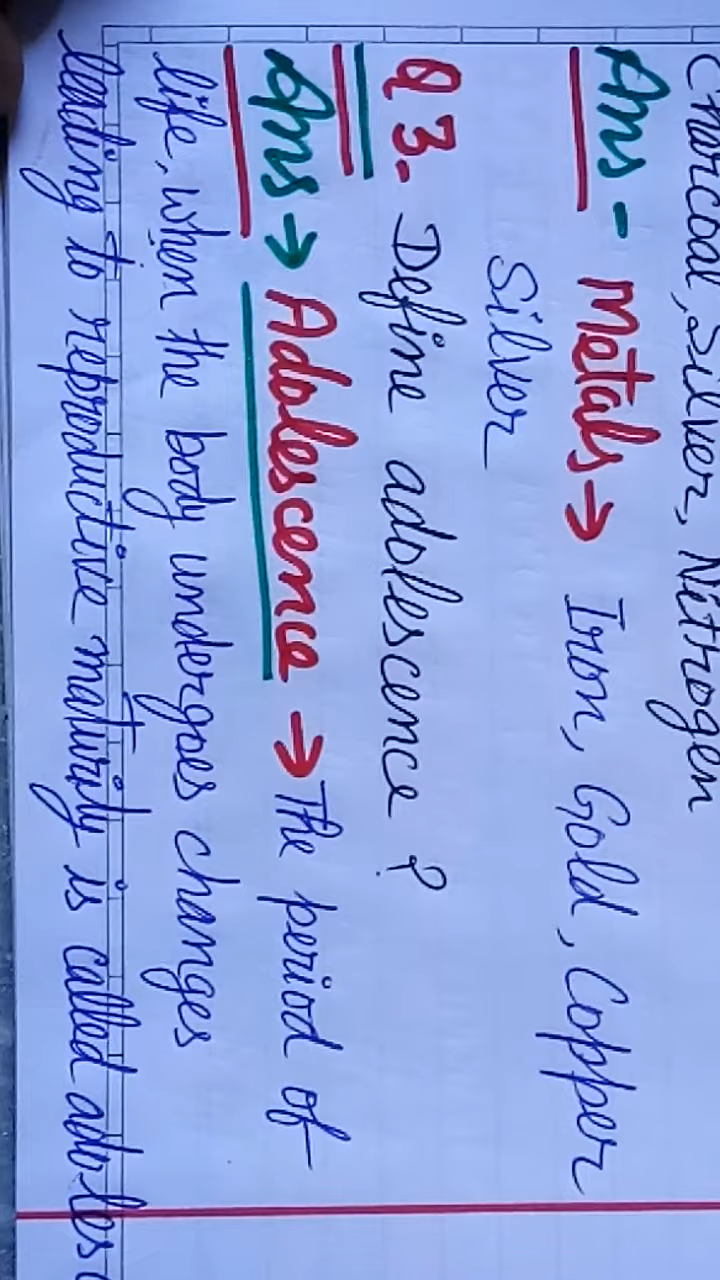 Charcoal, Silver, Nitrogen
Ans - Metals → Iron, Gold, Copper
Silver
Q3. Define adolescence ?
Ans → Adolescence → The period of
life, when the body undergoes changes
leading to reproductive maturity is called adoles